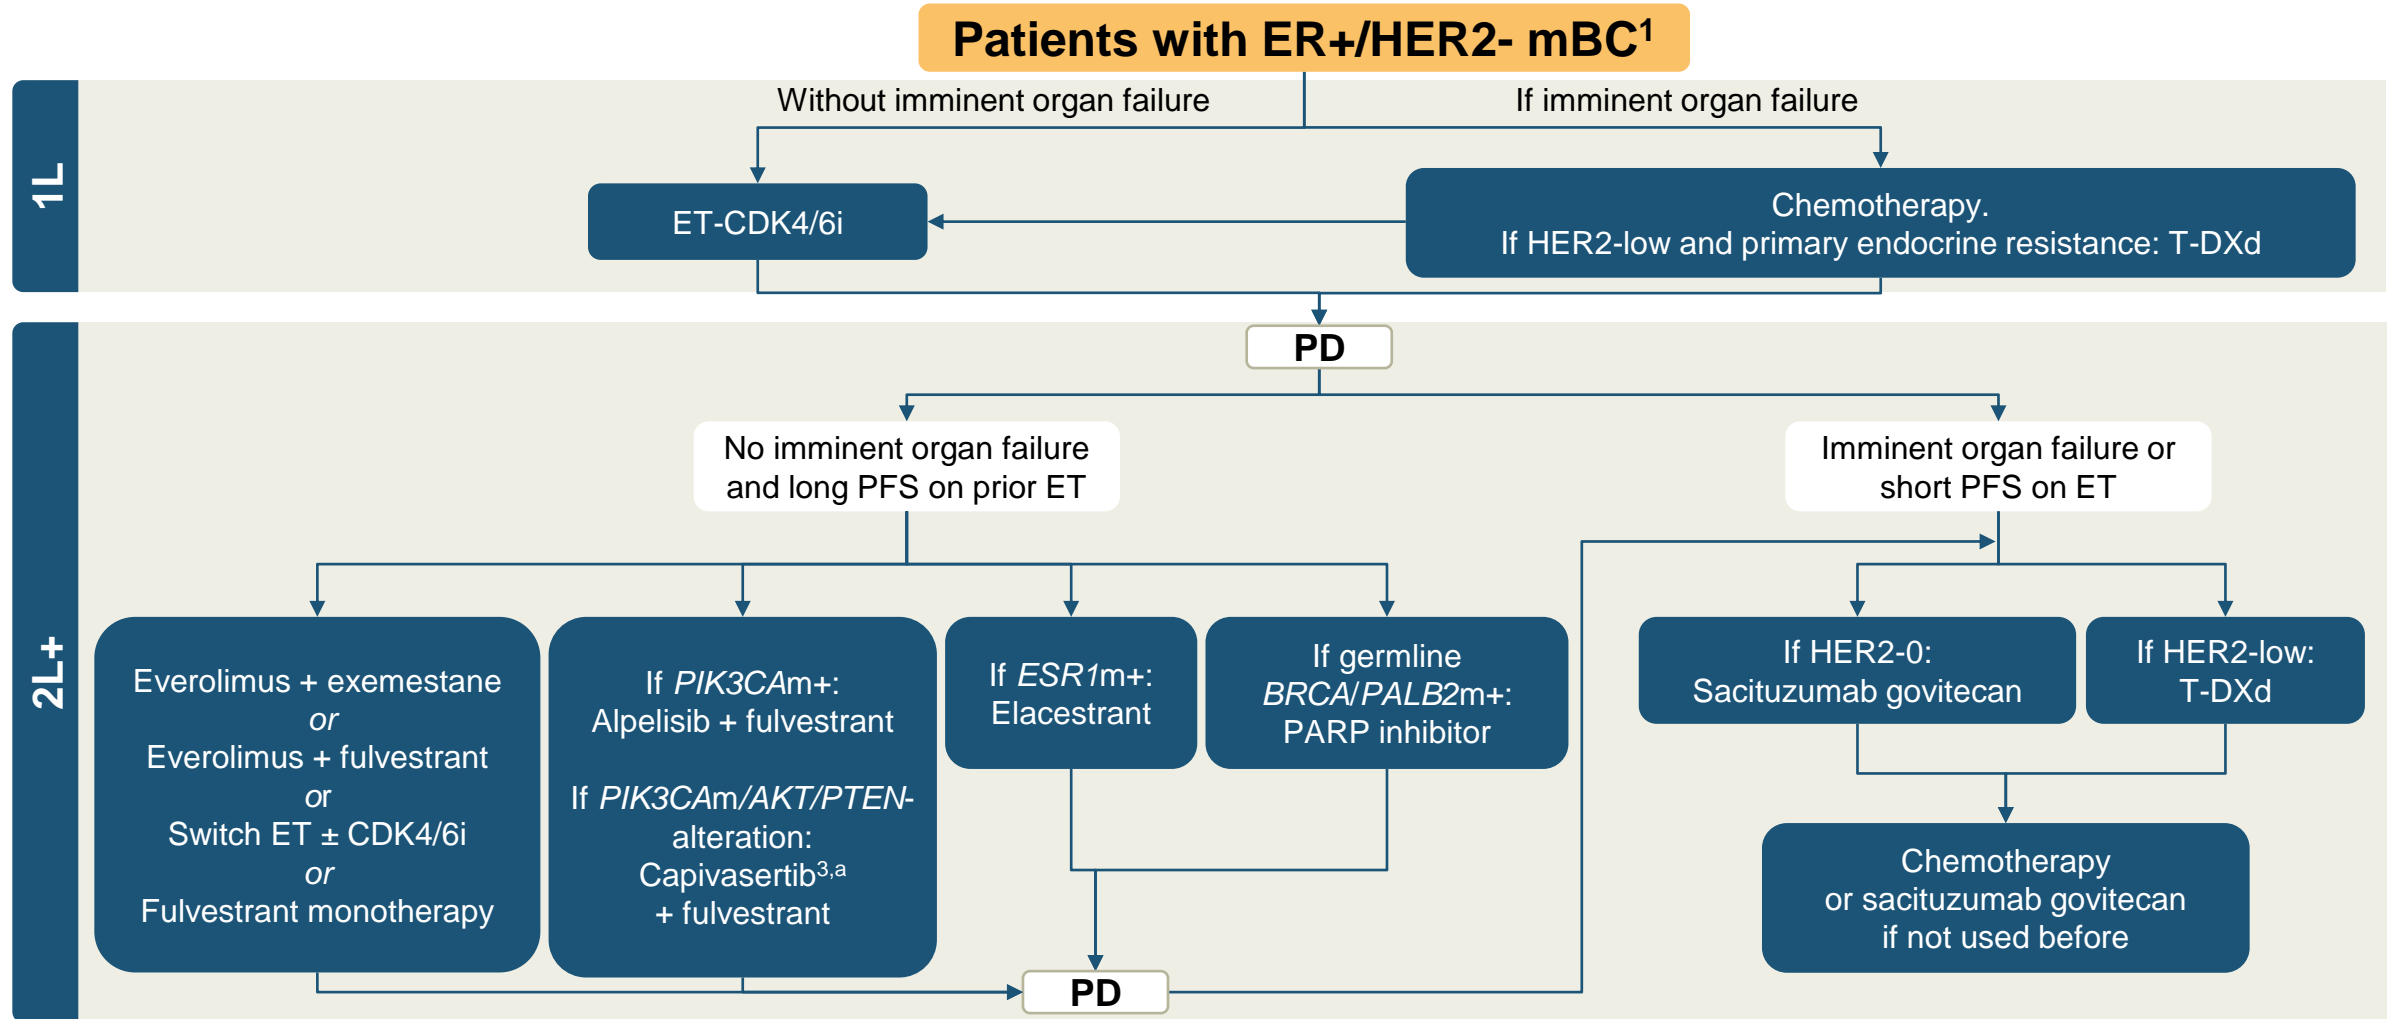 Patients with ER+/HER2- mBC¹
Without imminent organ failure
If imminent organ failure
1L
ET-CDK4/6i
Chemotherapy.
If HER2-low and primary endocrine resistance: T-DXd
2L+
PD
No imminent organ failure
and long PFS on prior ET
Imminent organ failure or
short PFS on ET
Everolimus + exemestane
or
Everolimus + fulvestrant
or
Switch ET ± CDK4/6i
or
Fulvestrant monotherapy
If PIK3CAm+:
Alpelisib + fulvestrant
If PIK3CAm/AKT/PTEN-
alteration:
Capivasertib³,ᵃ
+ fulvestrant
If ESR1m+:
Elacestrant
If germline
BRCA/PALB2m+:
PARP inhibitor
If HER2-0:
Sacituzumab govitecan
If HER2-low:
T-DXd
Chemotherapy
or sacituzumab govitecan
if not used before
PD